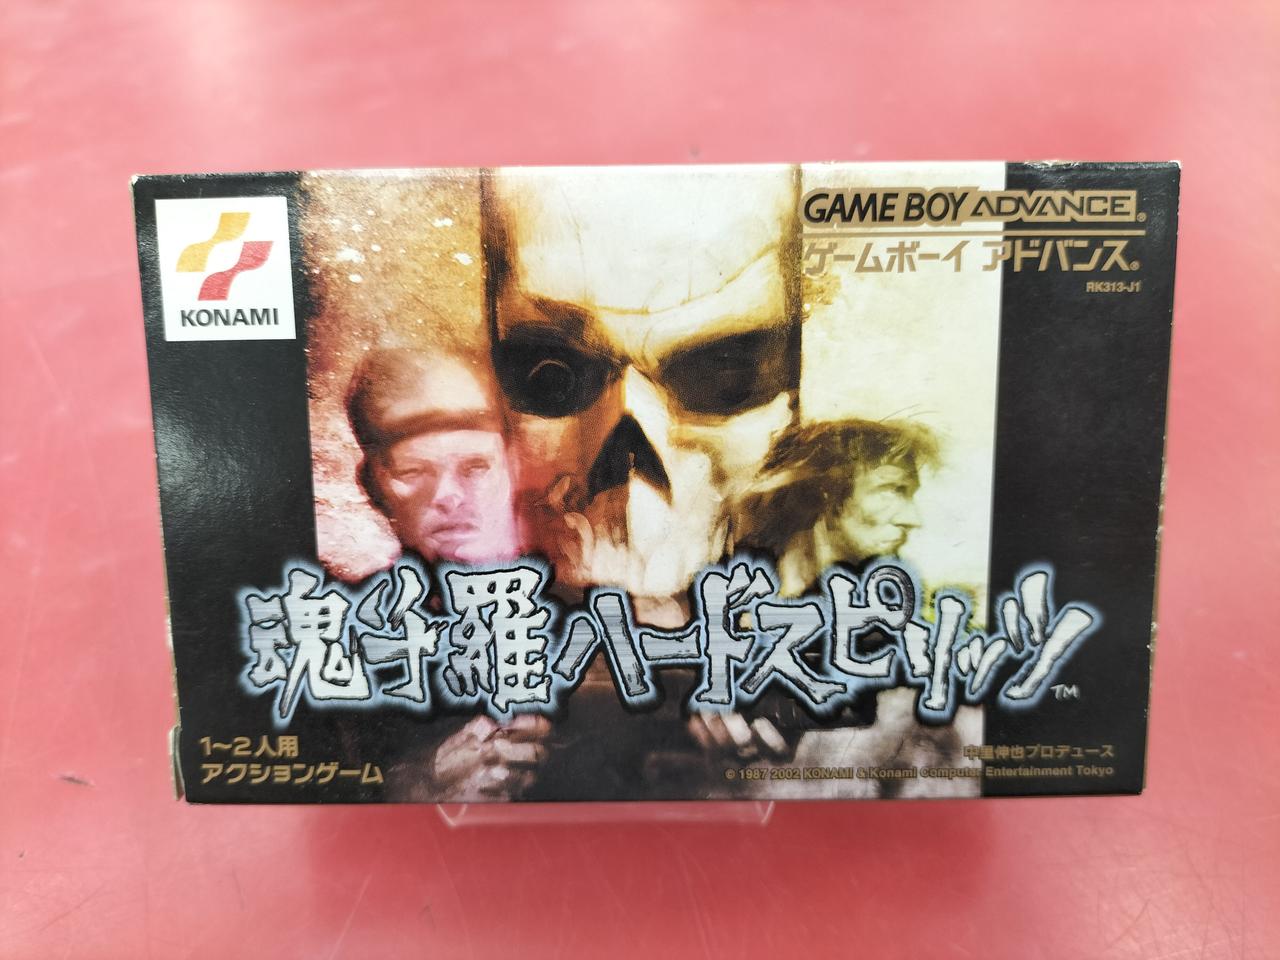 KONAMI
GAME BOY ADVANCE®
ゲームボーイ アドバンス®
RK313-J1
魂斗羅ハードスピリッツ™
1～2人用
アクションゲーム
中里伸也プロデュース
© 1987 2002 KONAMI & Konami Computer Entertainment Tokyo